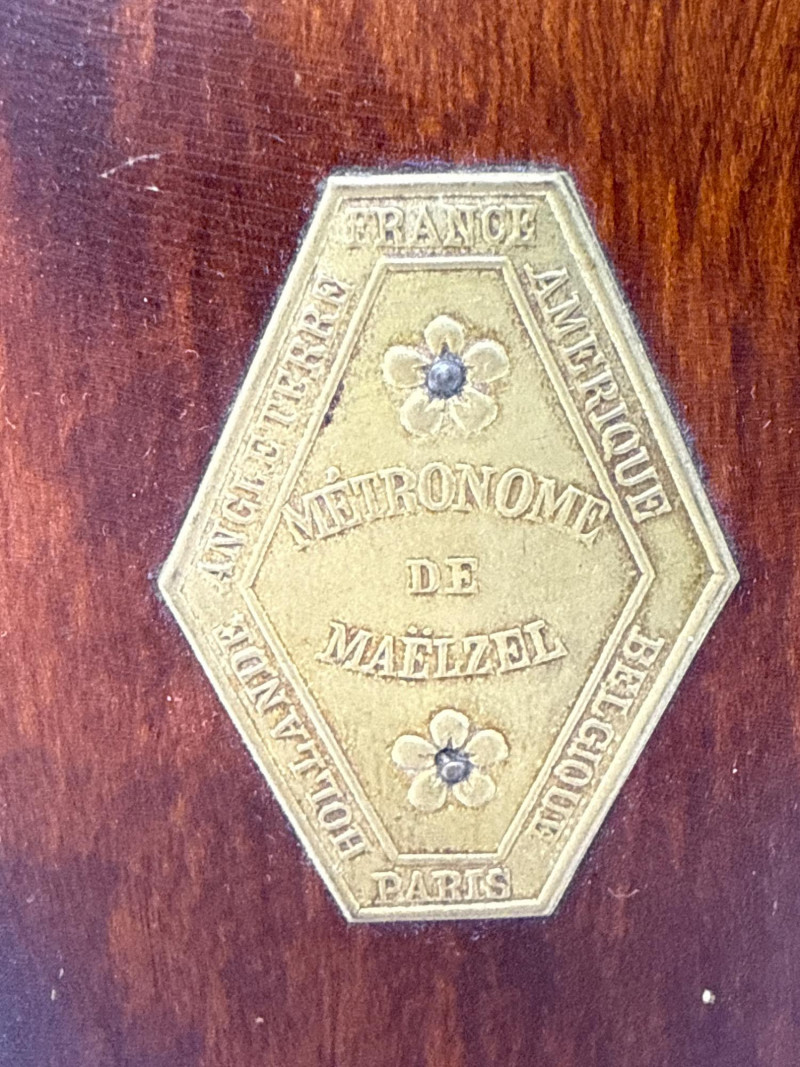 FRANCE
AMERIQUE
BELGIQUE
PARIS
HOLLANDE
ANGLETERRE
MÉTRONOME
DE
MAËLZEL